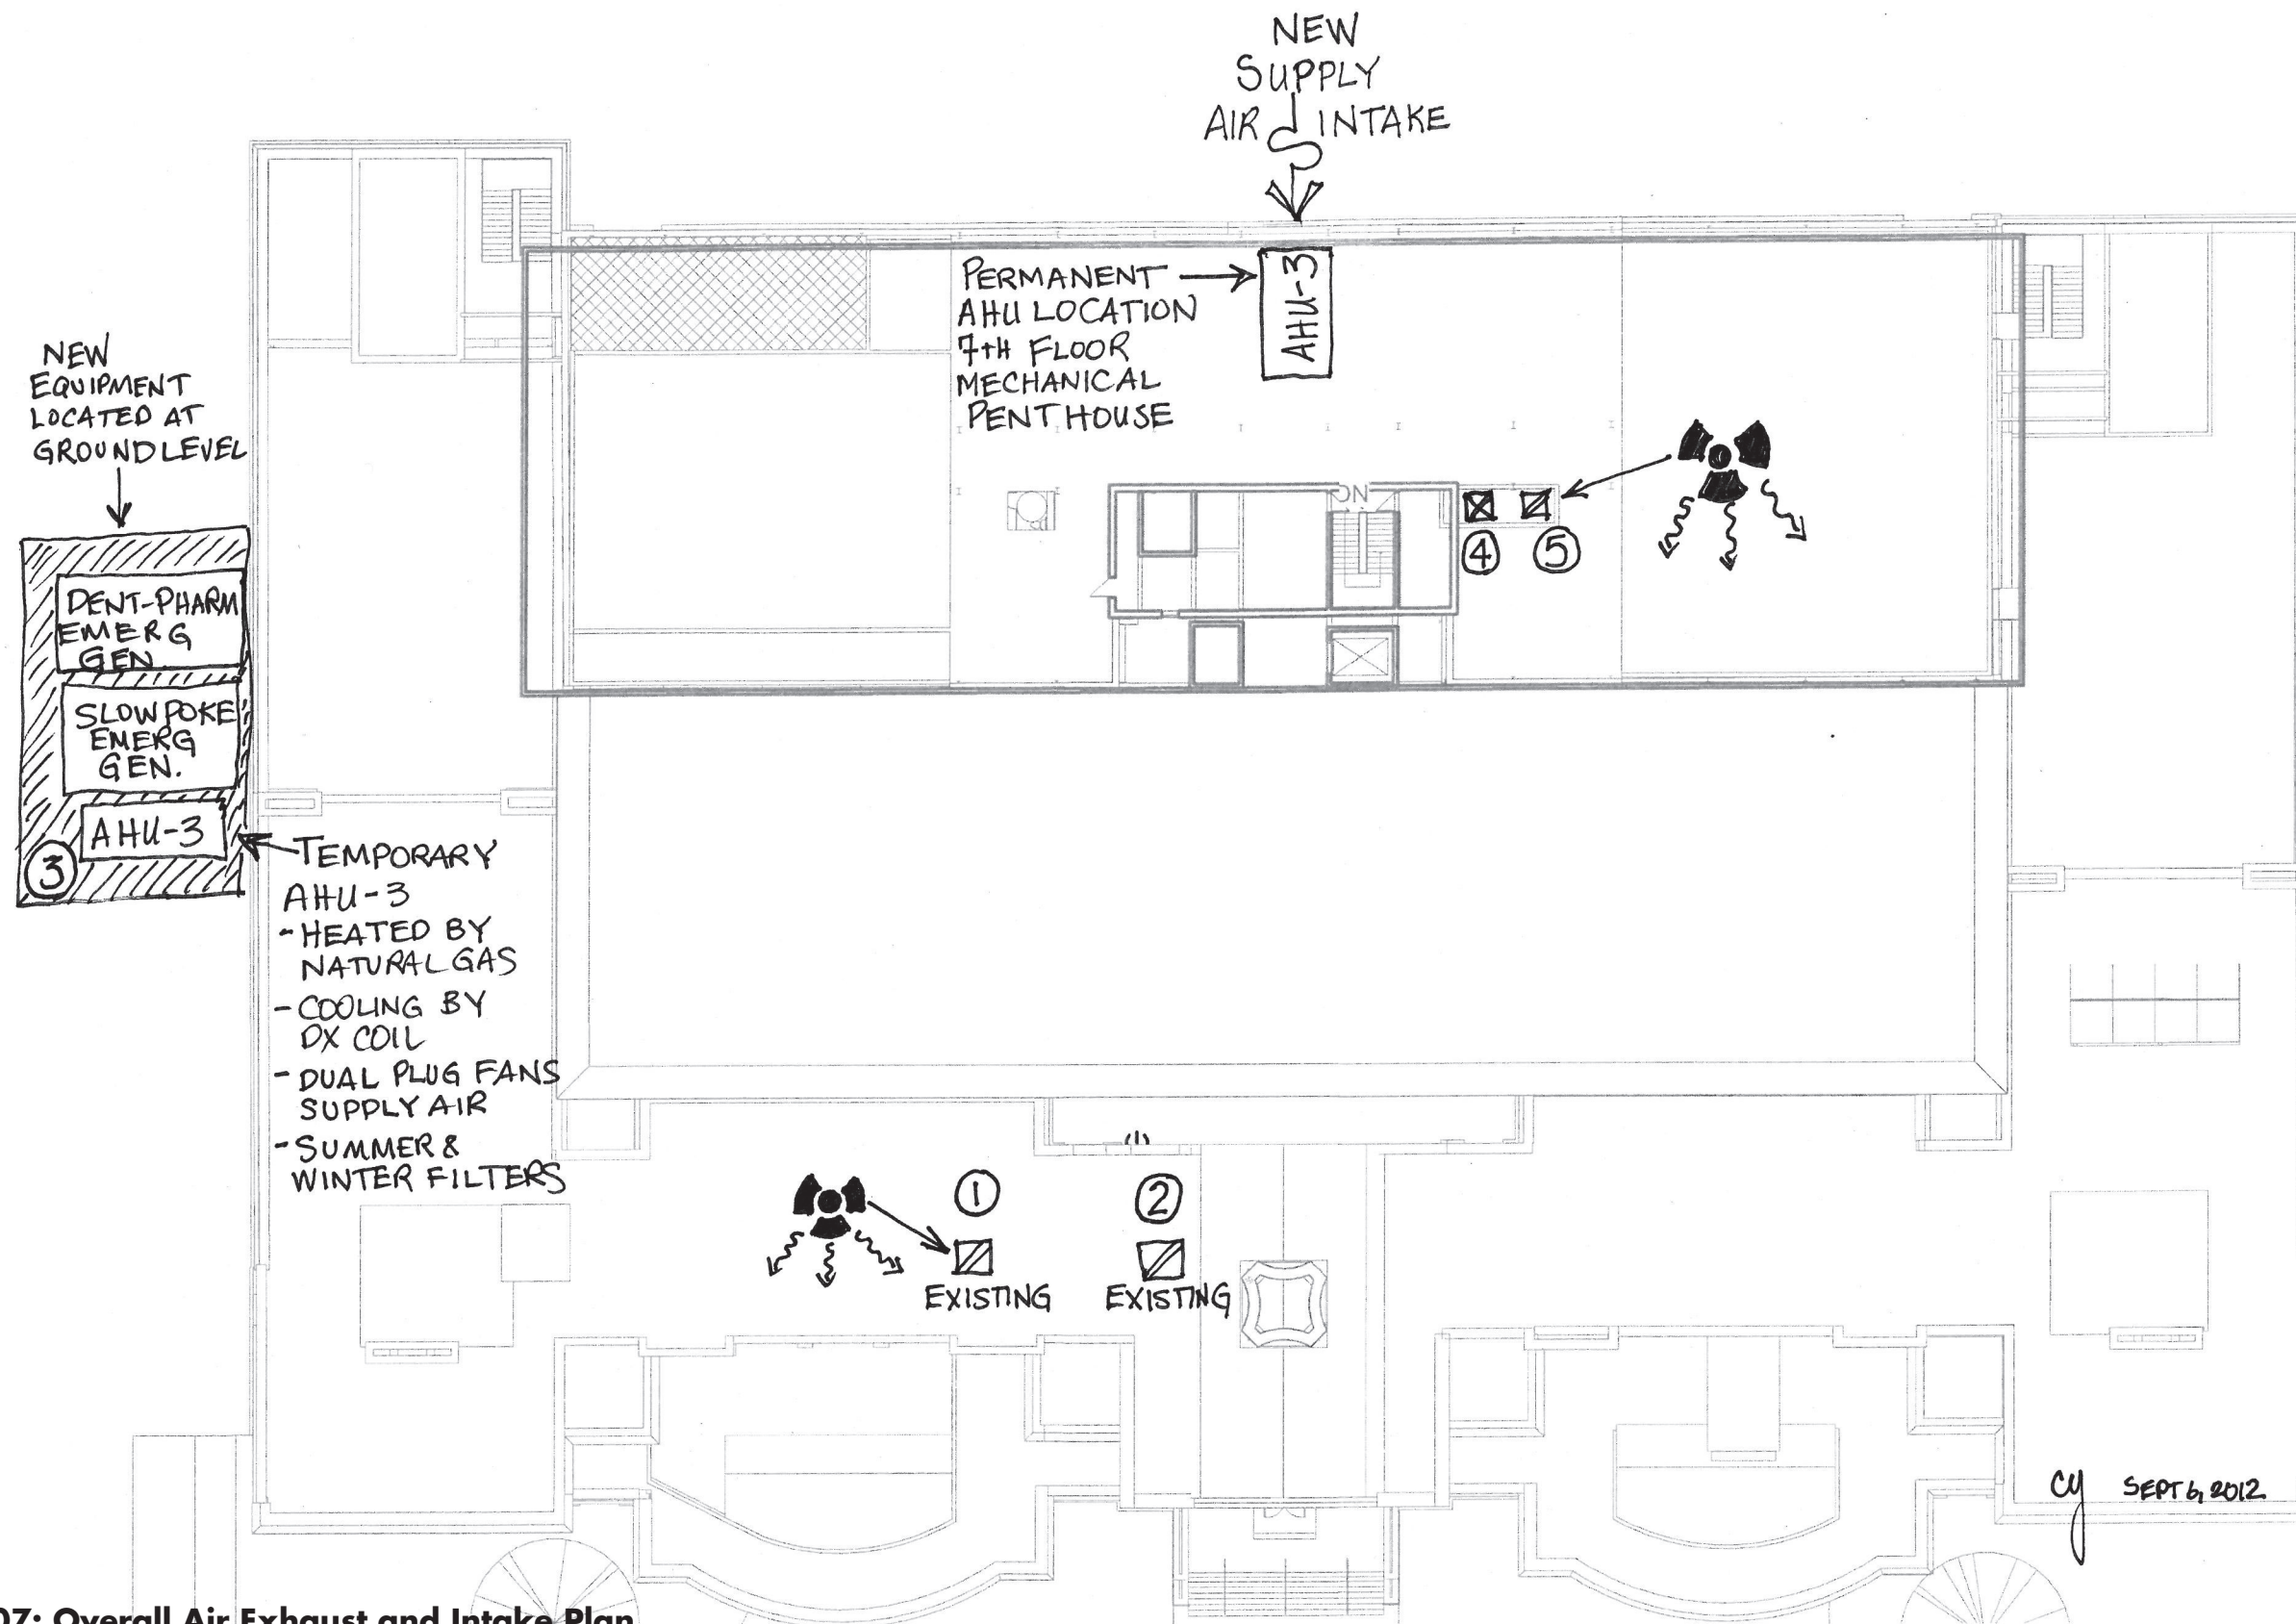 NEW
SUPPLY
AIR INTAKE
PERMANENT
AHU LOCATION
7TH FLOOR
MECHANICAL
PENTHOUSE
AHU-3
NEW
EQUIPMENT
LOCATED AT
GROUND LEVEL
DN
4 5
DENT-PHARM
EMERG
GEN
SLOWPOKE
EMERG
GEN.
AHU-3
3
TEMPORARY
AHU-3
- HEATED BY
NATURAL GAS
- COOLING BY
DX COIL
- DUAL PLUG FANS
SUPPLY AIR
- SUMMER &
WINTER FILTERS
1 2
EXISTING EXISTING
CY SEPT 6, 2012
07: Overall Air Exhaust and Intake Plan